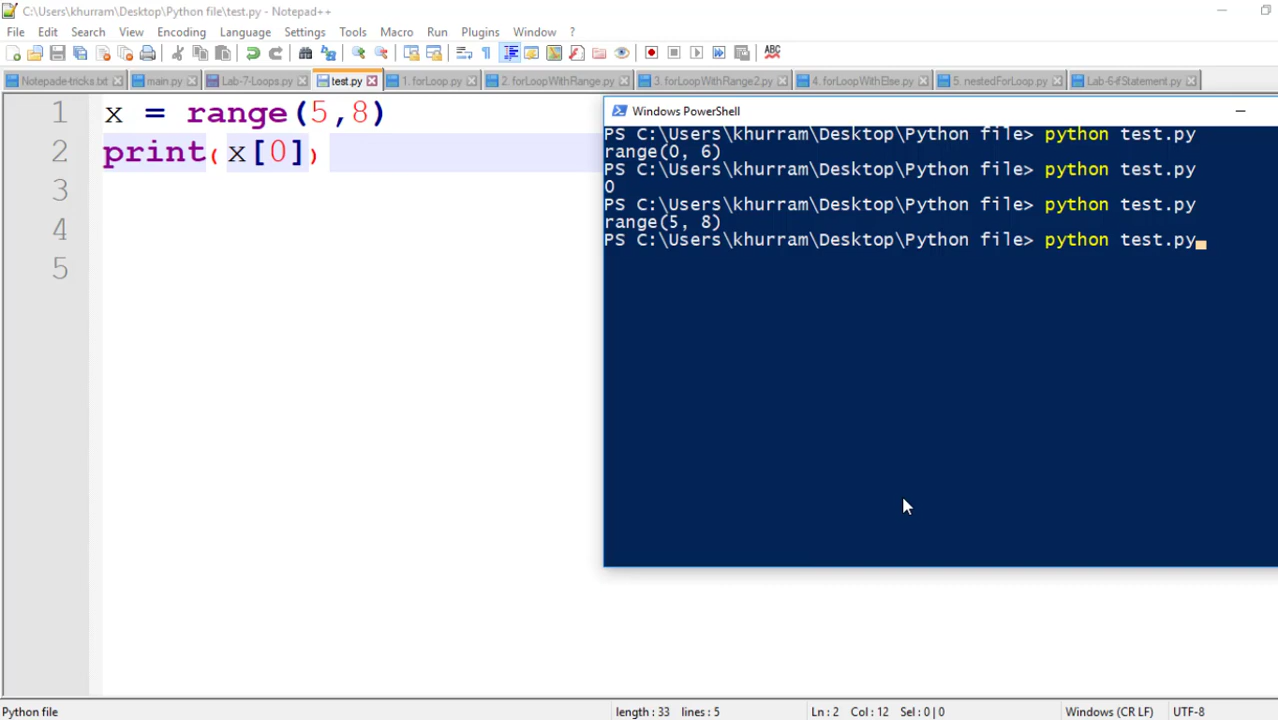 C:\Users\khurram\Desktop\Python file\test.py - Notepad++
File Edit Search View Encoding Language Settings Tools Macro Run Plugins Window ?
Notepade-tricks.txt main.py Lab-7-Loops.py test.py 1. forLoop.py 2. forLoopWithRange.py 3. forLoopWithRange2.py 4. forLoopWithElse.py 5. nestedForLoop.py Lab-6-ifStatement.py
1 x = range(5,8)
2 print(x[0])
3
4
5
Windows PowerShell
PS C:\Users\khurram\Desktop\Python file> python test.py
range(0, 6)
PS C:\Users\khurram\Desktop\Python file> python test.py
0
PS C:\Users\khurram\Desktop\Python file> python test.py
range(5, 8)
PS C:\Users\khurram\Desktop\Python file> python test.py
Python file length : 33 lines : 5 Ln : 2 Col : 12 Sel : 0 | 0 Windows (CR LF) UTF-8